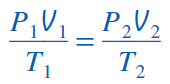 P₁V₁/T₁ = P₂V₂/T₂